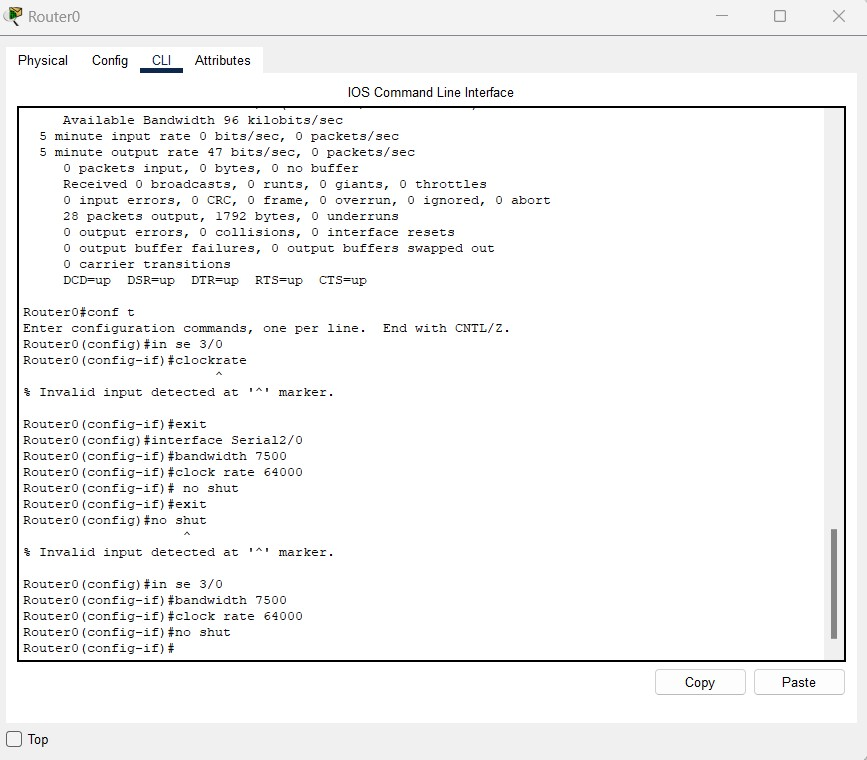 Router0
Physical Config CLI Attributes
IOS Command Line Interface
Available Bandwidth 96 kilobits/sec
5 minute input rate 0 bits/sec, 0 packets/sec
5 minute output rate 47 bits/sec, 0 packets/sec
0 packets input, 0 bytes, 0 no buffer
Received 0 broadcasts, 0 runts, 0 giants, 0 throttles
0 input errors, 0 CRC, 0 frame, 0 overrun, 0 ignored, 0 abort
28 packets output, 1792 bytes, 0 underruns
0 output errors, 0 collisions, 0 interface resets
0 output buffer failures, 0 output buffers swapped out
0 carrier transitions
DCD=up  DSR=up  DTR=up  RTS=up  CTS=up
Router0#conf t
Enter configuration commands, one per line.  End with CNTL/Z.
Router0(config)#in se 3/0
Router0(config-if)#clockrate
^
% Invalid input detected at '^' marker.
Router0(config-if)#exit
Router0(config)#interface Serial2/0
Router0(config-if)#bandwidth 7500
Router0(config-if)#clock rate 64000
Router0(config-if)# no shut
Router0(config-if)#exit
Router0(config)#no shut
^
% Invalid input detected at '^' marker.
Router0(config)#in se 3/0
Router0(config-if)#bandwidth 7500
Router0(config-if)#clock rate 64000
Router0(config-if)#no shut
Router0(config-if)#
Copy Paste
Top